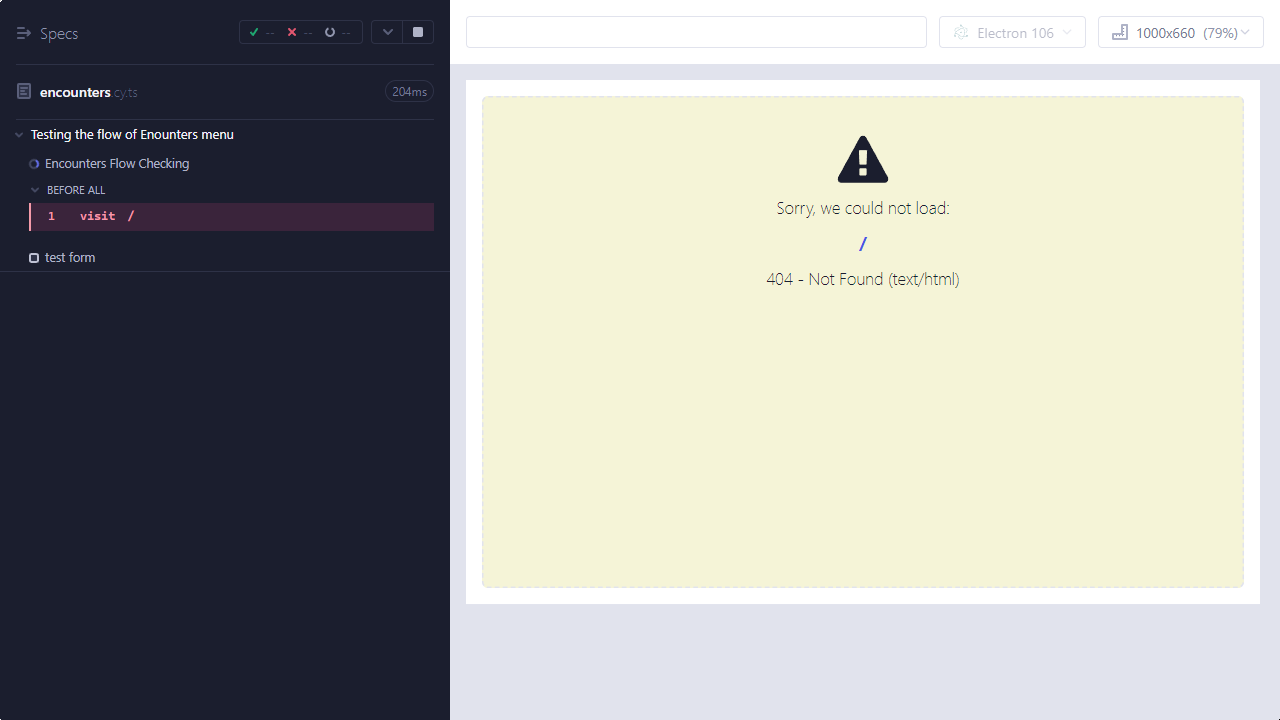 Specs
-- -- --
encounters.cy.ts
204ms
Testing the flow of Enounters menu
Encounters Flow Checking
BEFORE ALL
1 visit /
test form
Electron 106
1000x660 (79%)
Sorry, we could not load:
/
404 - Not Found (text/html)